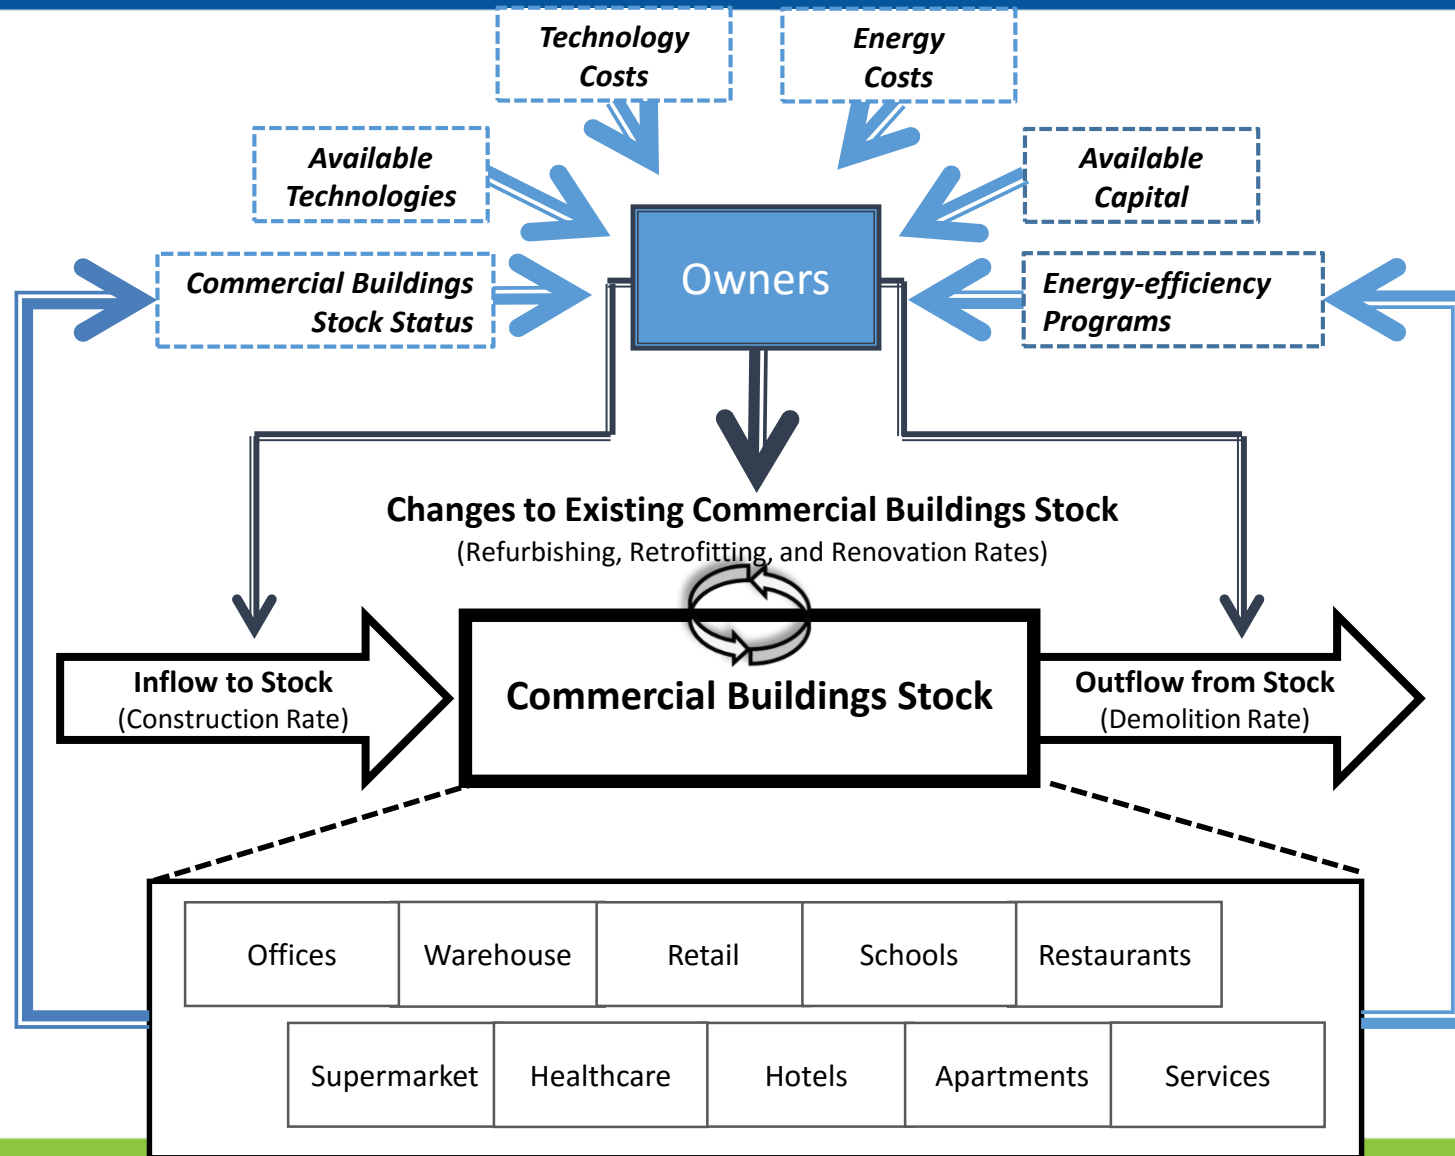 Technology
Costs
Energy
Costs
Available
Technologies
Available
Capital
Commercial Buildings
Stock Status
Owners
Energy-efficiency
Programs
Changes to Existing Commercial Buildings Stock
(Refurbishing, Retrofitting, and Renovation Rates)
Inflow to Stock
(Construction Rate)
Commercial Buildings Stock
Outflow from Stock
(Demolition Rate)
Offices
Warehouse
Retail
Schools
Restaurants
Supermarket
Healthcare
Hotels
Apartments
Services